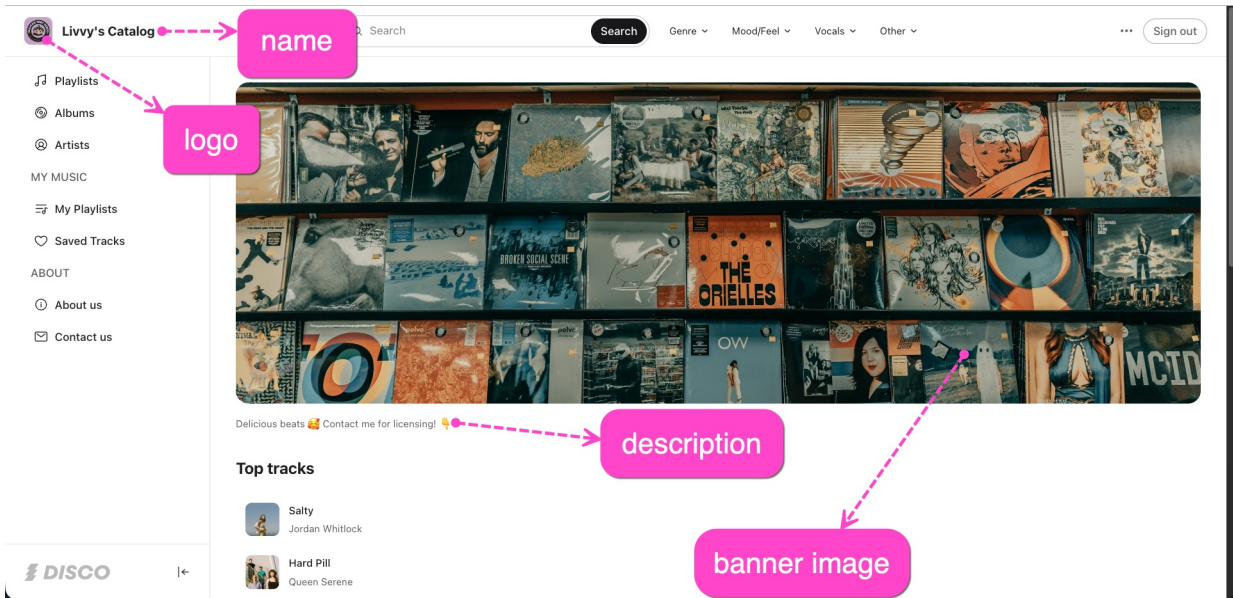 Livvy's Catalog
name
Search
Search
Genre
Mood/Feel
Vocals
Other
Sign out
Playlists
Albums
logo
Artists
MY MUSIC
My Playlists
Saved Tracks
ABOUT
About us
Contact us
BROKEN SOCIAL SCENE
THE
ORIELLES
polvo
polvo
OW
MCID
Delicious beats 🥰 Contact me for licensing! 👇
description
Top tracks
Salty
Jordan Whitlock
Hard Pill
Queen Serene
banner image
DISCO